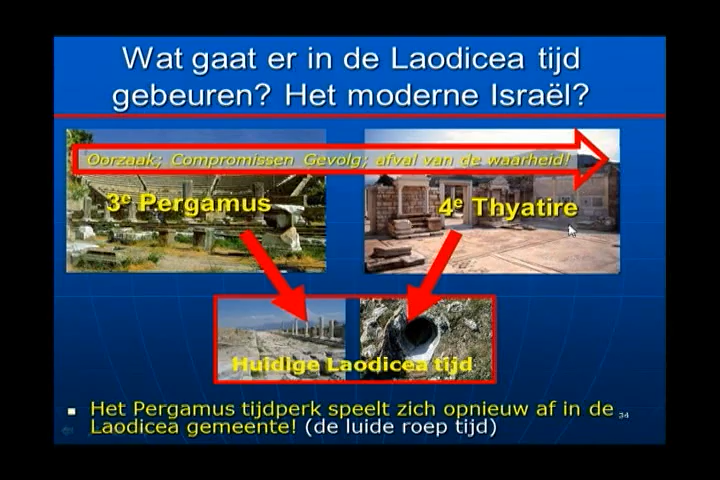 Wat gaat er in de Laodicea tijd
gebeuren? Het moderne Israël?
Oorzaak; Compromissen Gevolg; afval van de waarheid!
3e Pergamus
4e Thyatire
Huidige Laodicea tijd
Het Pergamus tijdperk speelt zich opnieuw af in de
Laodicea gemeente! (de luide roep tijd)
34